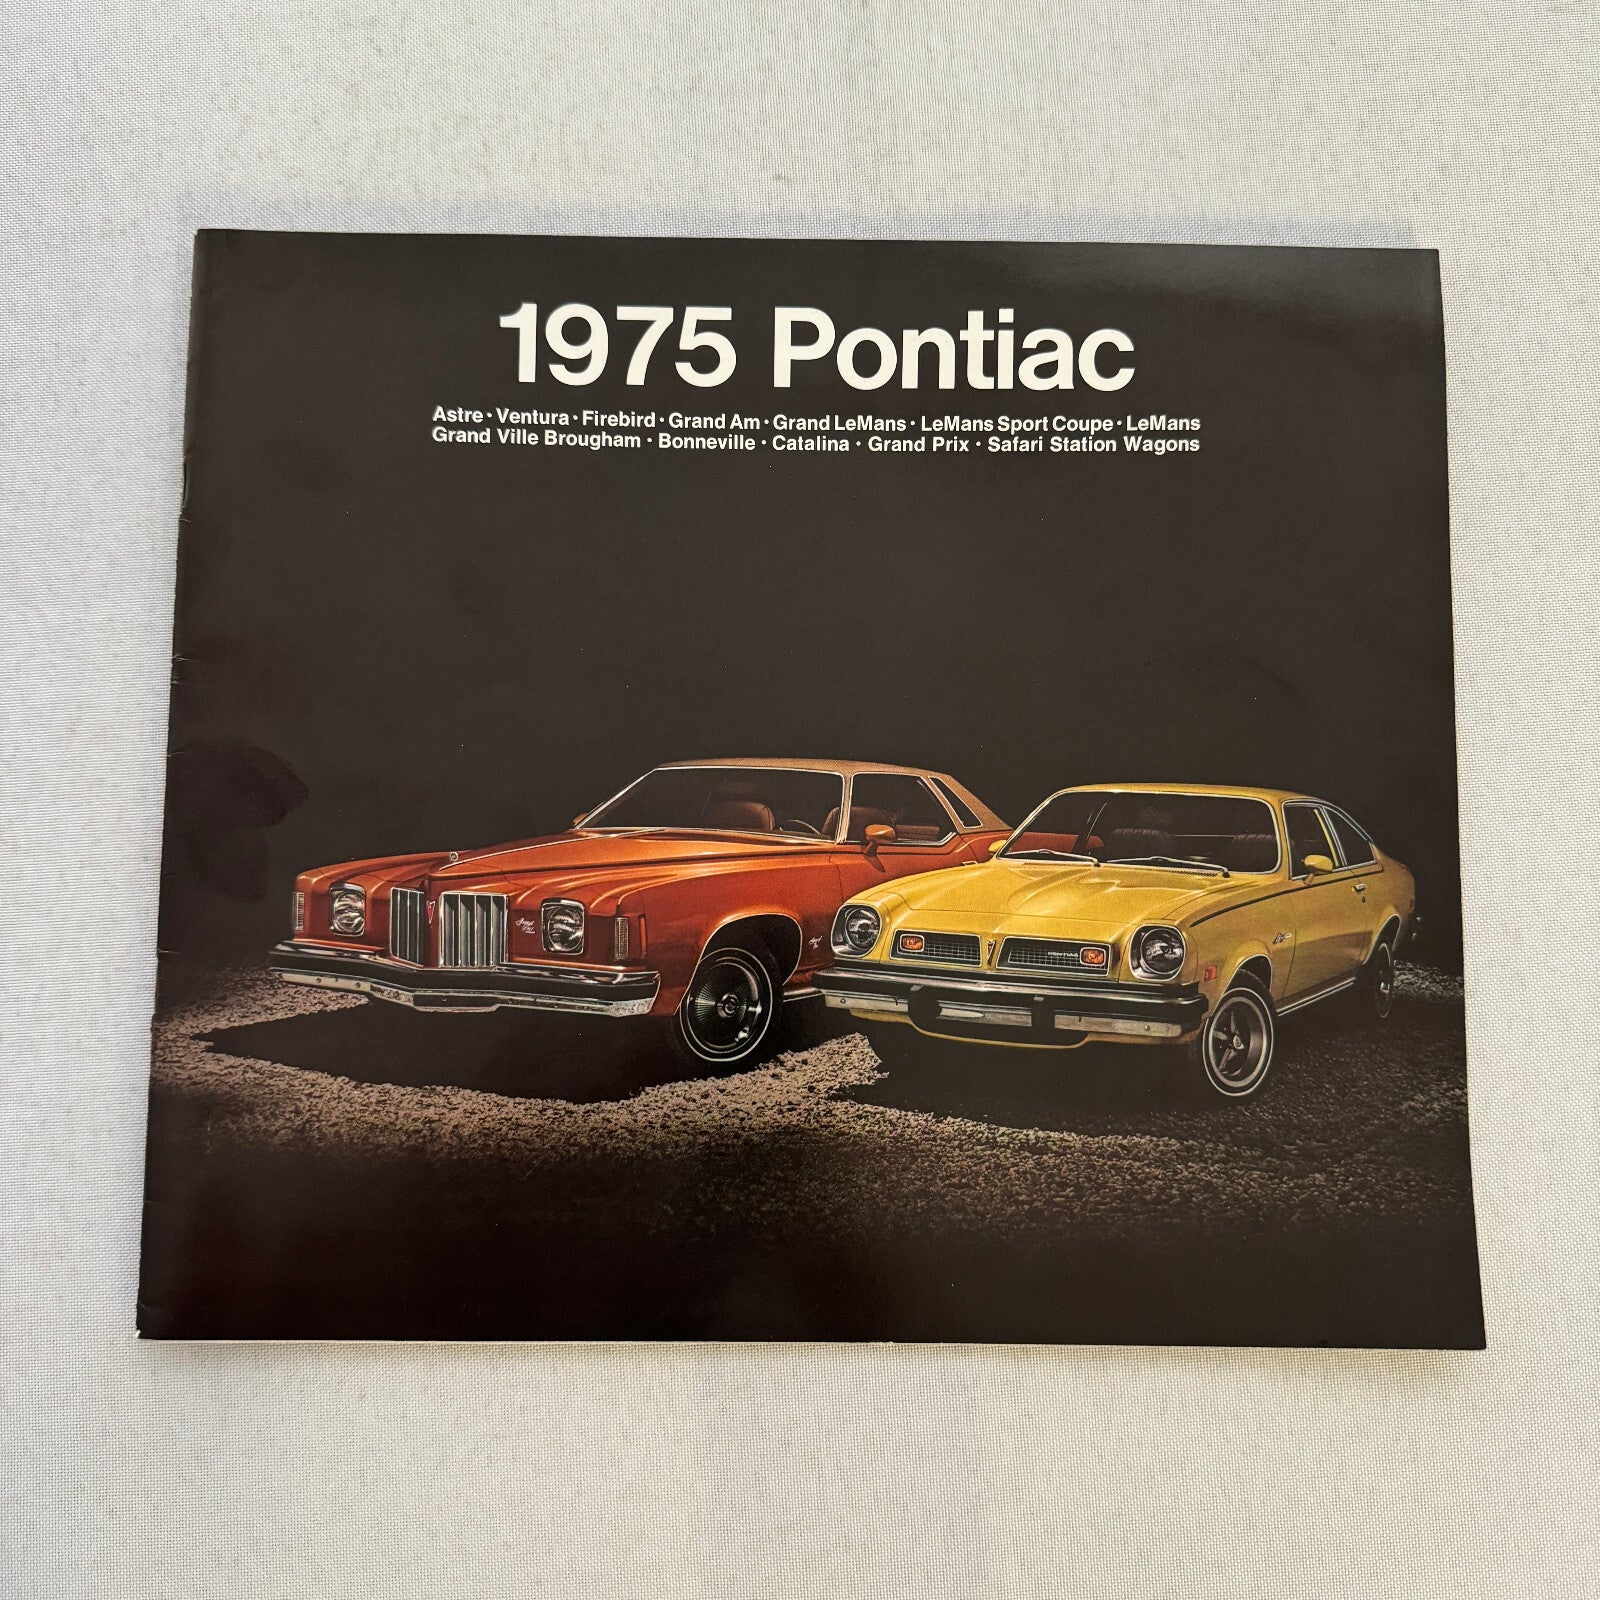 1975 Pontiac
Astre · Ventura · Firebird · Grand Am · Grand LeMans · LeMans Sport Coupe · LeMans
Grand Ville Brougham · Bonneville · Catalina · Grand Prix · Safari Station Wagons
PONTIAC